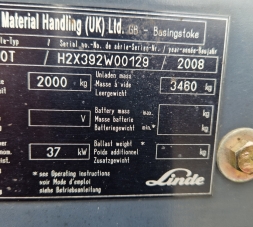 Material Handling (UK) Ltd. GB - Basingstoke
Serial no.-No. de série-Serien-Nr. / year-année-Baujahr
H2X392W00129 / 2008
2000 kg Unladen mass Masse à vide Leergewicht 3460 kg
V Battery mass max. Masse batterie Batteriegewicht * min. kg kg
37 kW Ballast weight * Poids additionnel Zusatzgewicht kg
* see Operating instructions
voir Mode d'emploi
siehe Betriebsanleitung
Linde